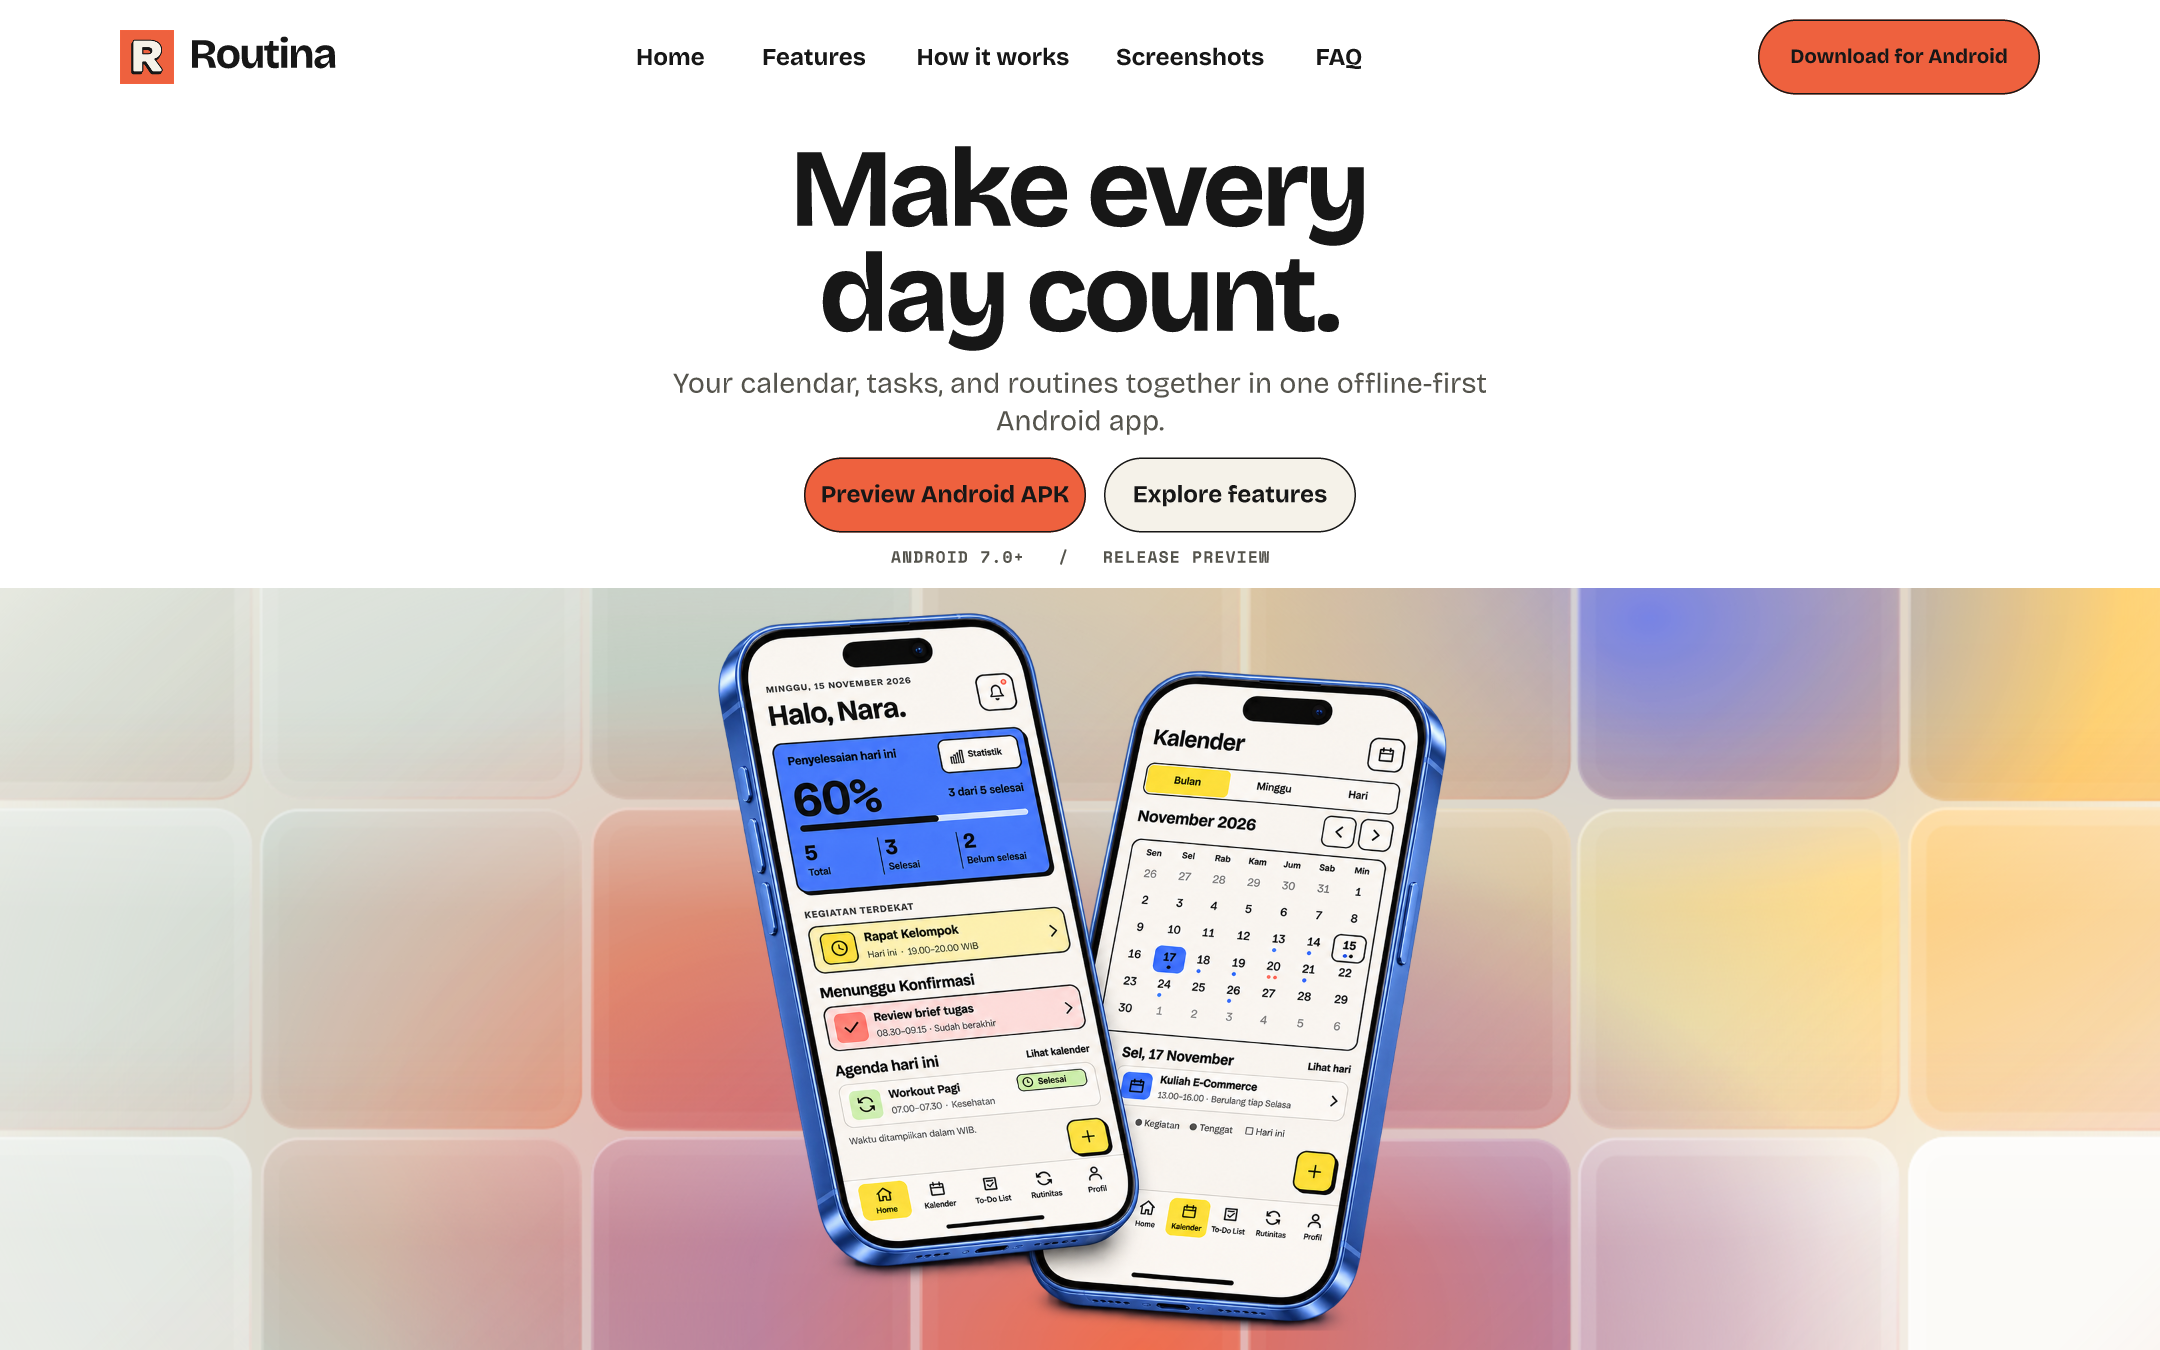 R Routina
Home Features How it works Screenshots FAQ
Download for Android
Make every
day count.
Your calendar, tasks, and routines together in one offline-first
Android app.
Preview Android APK
Explore features
ANDROID 7.0+ / RELEASE PREVIEW
MINGGU, 15 NOVEMBER 2026
Halo, Nara.
Penyelesaian hari ini
Statistik
60%
3 dari 5 selesai
5 3 2
Total Selesai Belum selesai
KEGIATAN TERDEKAT
Rapat Kelompok
Hari ini · 19.00–20.00 WIB
Menunggu Konfirmasi
Review brief tugas
08.30–09.15 · Sudah berakhir
Agenda hari ini
Lihat kalender
Workout Pagi
Selesai
07.00–07.30 · Kesehatan
Waktu ditampilkan dalam WIB.
Home Kalender To-Do List Rutinitas Profil
Kalender
Bulan Minggu Hari
November 2026
Sen Sel Rab Kam Jum Sab Min
26 27 28 29 30 31 1
2 3 4 5 6 7 8
9 10 11 12 13 14 15
16 17 18 19 20 21 22
23 24 25 26 27 28 29
30 1 2 3 4 5 6
Sel, 17 November
Lihat hari
Kuliah E-Commerce
13.00–16.00 · Berulang tiap Selasa
Kegiatan Tenggat Hari ini
Home Kalender To-Do List Rutinitas Profil